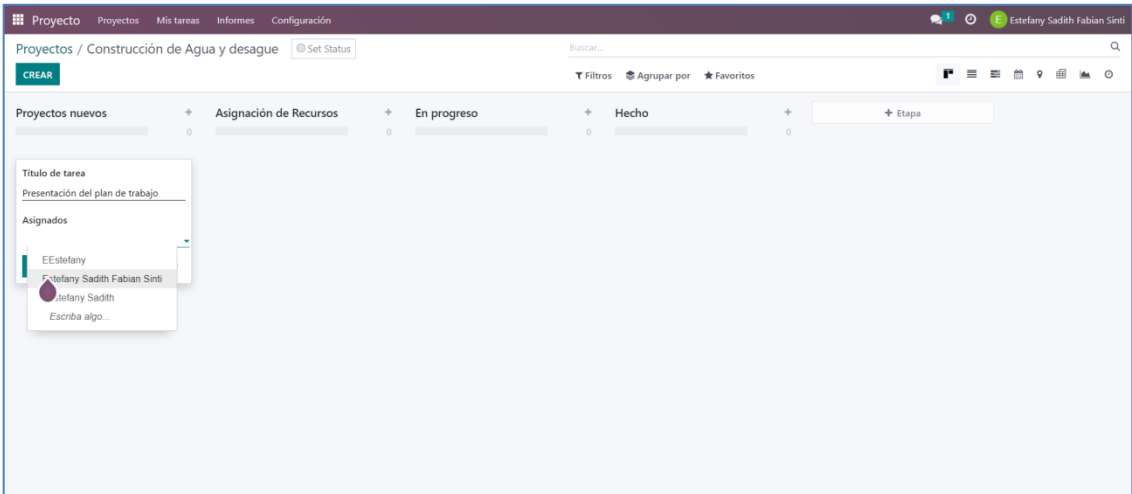 Proyecto Proyectos Mis tareas Informes Configuración 1 E Estefany Sadith Fabian Sinti
Proyectos / Construcción de Agua y desague Set Status Buscar...
CREAR Filtros Agrupar por Favoritos
Proyectos nuevos + Asignación de Recursos + En progreso + Hecho + + Etapa
0 0 0 0
Título de tarea
Presentación del plan de trabajo
Asignados
EEstefany
Estefany Sadith Fabian Sinti
stefany Sadith
Escriba algo...